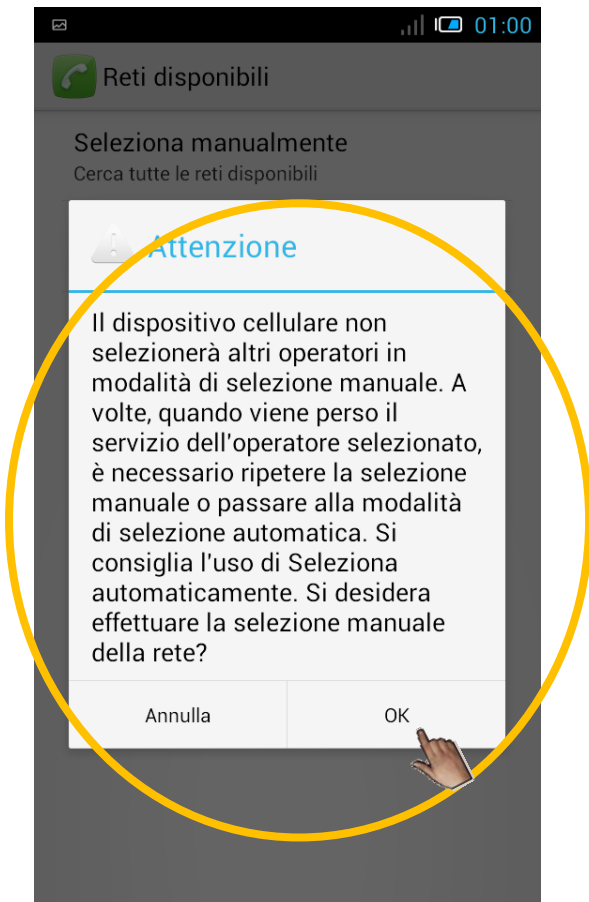 01:00
Reti disponibili
Seleziona manualmente
Cerca tutte le reti disponibili
Attenzione
Il dispositivo cellulare non
selezionerà altri operatori in
modalità di selezione manuale. A
volte, quando viene perso il
servizio dell'operatore selezionato,
è necessario ripetere la selezione
manuale o passare alla modalità
di selezione automatica. Si
consiglia l'uso di Seleziona
automaticamente. Si desidera
effettuare la selezione manuale
della rete?
Annulla
OK